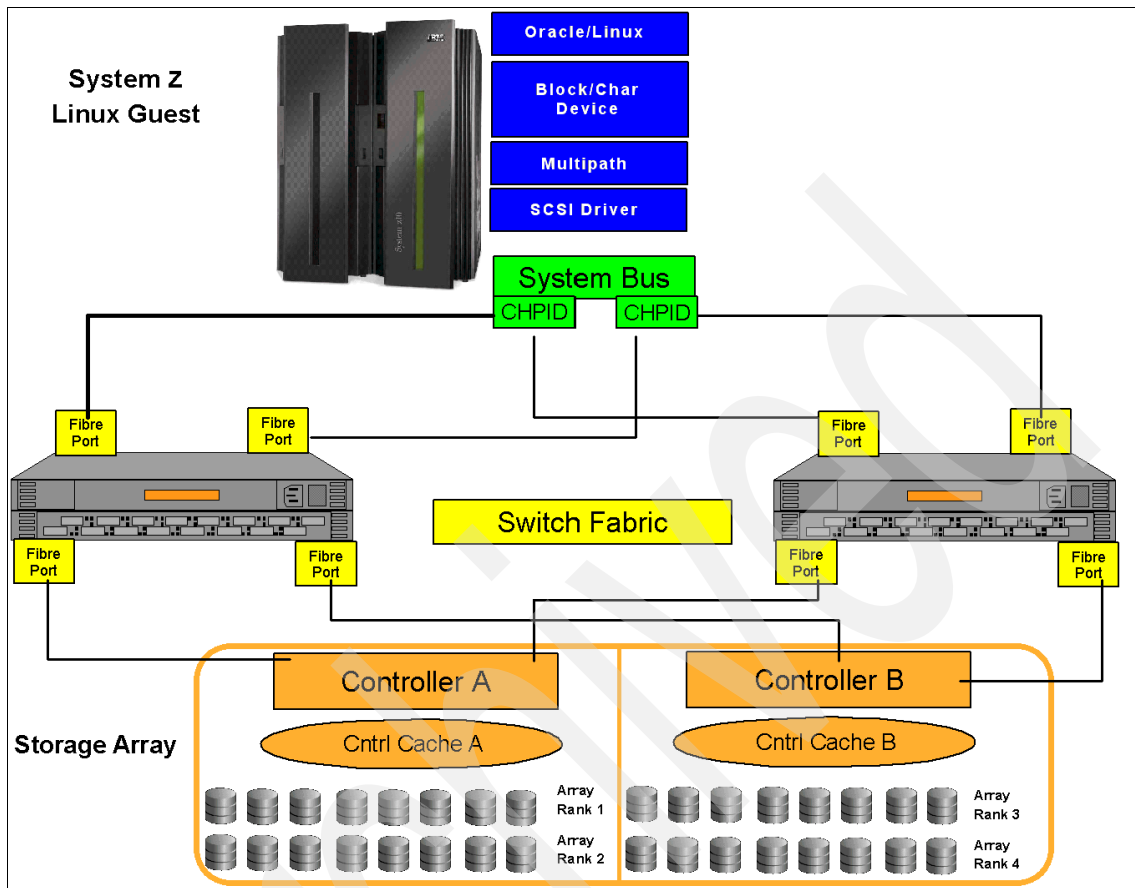 System Z
Linux Guest
IBM
Oracle/Linux
Block/Char
Device
Multipath
SCSI Driver
System Bus
CHPID
CHPID
Fibre
Port
Fibre
Port
Fibre
Port
Fibre
Port
Switch Fabric
Fibre
Port
Fibre
Port
Fibre
Port
Fibre
Port
Controller A
Controller B
Storage Array
Cntrl Cache A
Cntrl Cache B
Array
Rank 1
Array
Rank 2
Array
Rank 3
Array
Rank 4